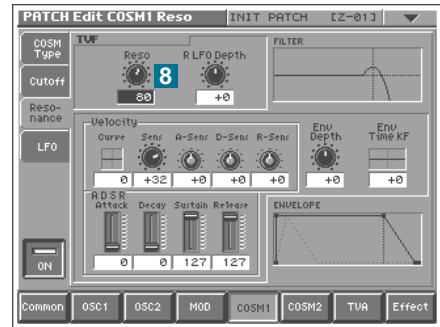 PATCH Edit COSM1 Reso INIT PATCH [Z-01]
COSM Type
Cutoff
Reso-nance
LFO
ON
TVF
Reso R LFO Depth
8
80 +0
FILTER
Velocity
Curve Sens A-Sens D-Sens R-Sens
0 +32 +0 +0 +0
Env Depth Env Time KF
+0 +0
ADSR
Attack Decay Sustain Release
0 0 127 127
ENVELOPE
Common OSC1 OSC2 MOD COSM1 COSM2 TVA Effect